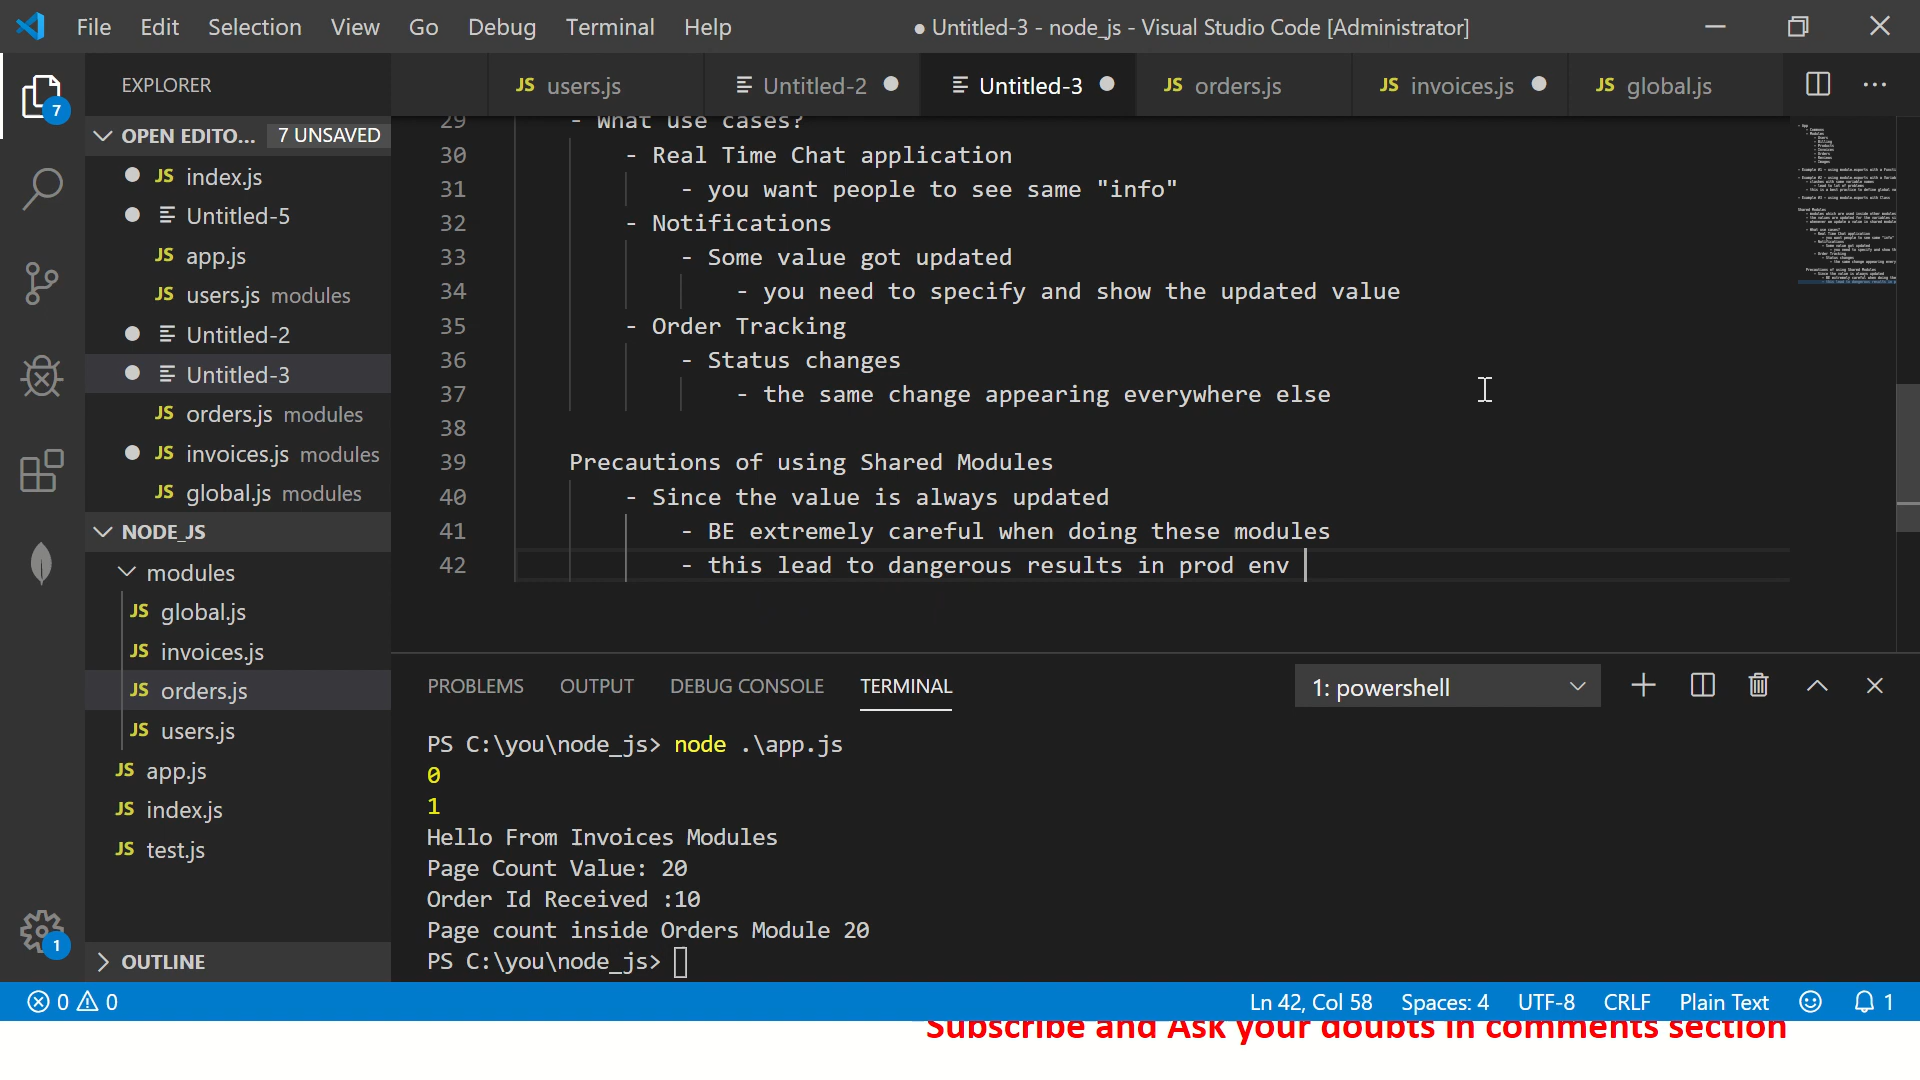 File Edit Selection View Go Debug Terminal Help
● Untitled-3 - node_js - Visual Studio Code [Administrator]
EXPLORER
JS users.js
Untitled-2
Untitled-3
JS orders.js
JS invoices.js
JS global.js
7
OPEN EDITO... 7 UNSAVED
JS index.js
Untitled-5
JS app.js
JS users.js modules
Untitled-2
Untitled-3
JS orders.js modules
JS invoices.js modules
JS global.js modules
NODE_JS
modules
JS global.js
JS invoices.js
JS orders.js
JS users.js
JS app.js
JS index.js
JS test.js
1
OUTLINE
29 - What use cases?
30 - Real Time Chat application
31 - you want people to see same "info"
32 - Notifications
33 - Some value got updated
34 - you need to specify and show the updated value
35 - Order Tracking
36 - Status changes
37 - the same change appearing everywhere else
38
39 Precautions of using Shared Modules
40 - Since the value is always updated
41 - BE extremely careful when doing these modules
42 - this lead to dangerous results in prod env
PROBLEMS OUTPUT DEBUG CONSOLE TERMINAL
1: powershell
PS C:\you\node_js> node .\app.js
0
1
Hello From Invoices Modules
Page Count Value: 20
Order Id Received :10
Page count inside Orders Module 20
PS C:\you\node_js>
0 0
Ln 42, Col 58 Spaces: 4 UTF-8 CRLF Plain Text 1
Subscribe and Ask your doubts in comments section